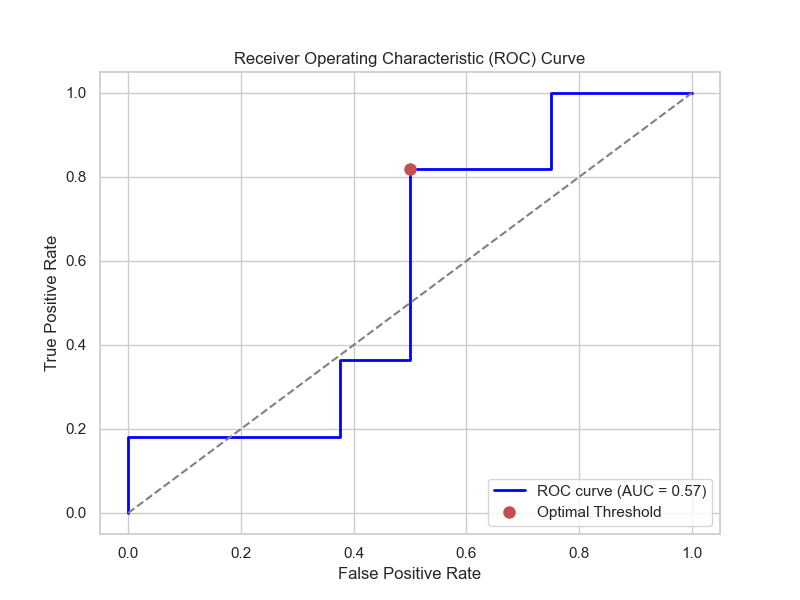 Receiver Operating Characteristic (ROC) Curve
True Positive Rate
1.0
0.8
0.6
0.4
0.2
0.0
ROC curve (AUC = 0.57)
Optimal Threshold
0.0 0.2 0.4 0.6 0.8 1.0
False Positive Rate